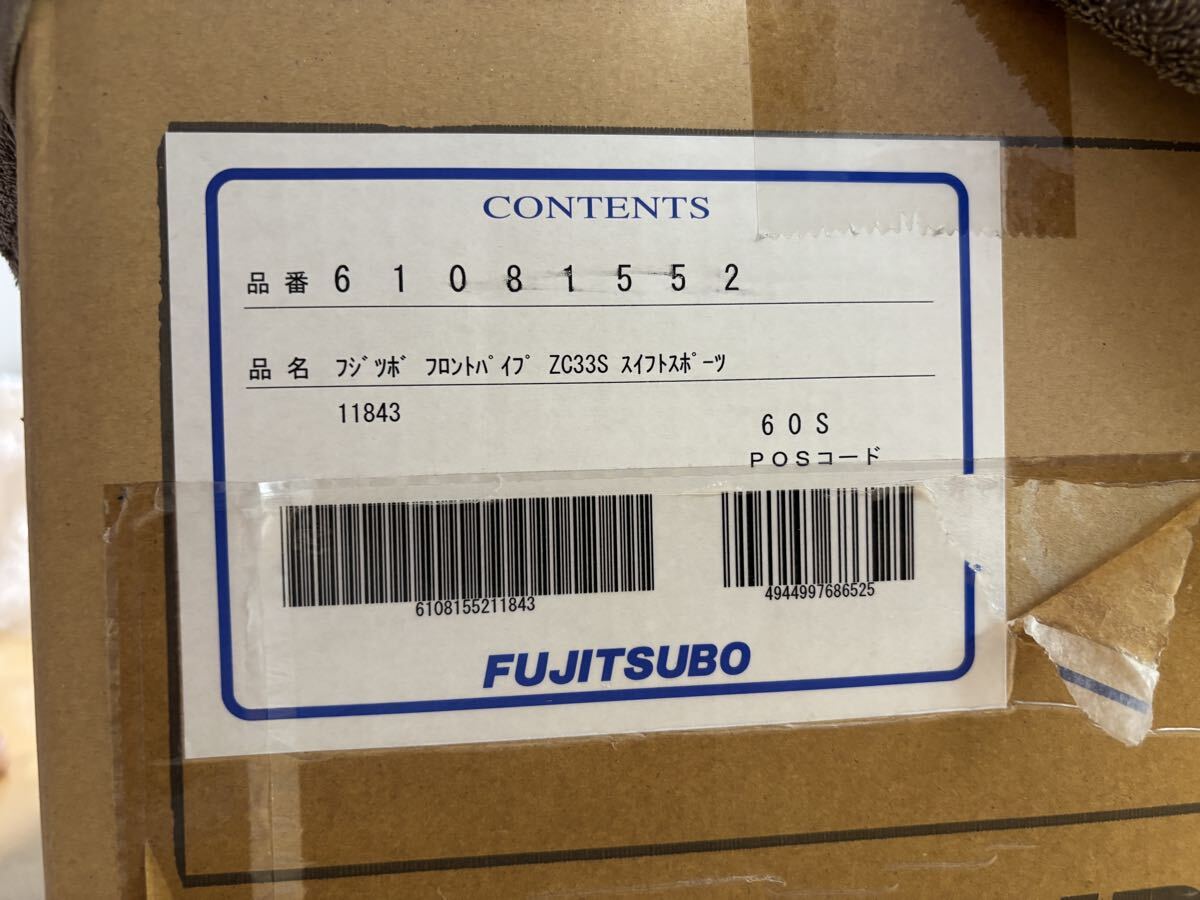 CONTENTS
品番 6 1 0 8 1 5 5 2
品名 ﾌｼﾞﾂﾎﾞ ﾌﾛﾝﾄﾊﾟｲﾌﾟ ZC33S ｽｲﾌﾄｽﾎﾟｰﾂ
11843
60S
POSコード
6108155211843
4944997686525
FUJITSUBO